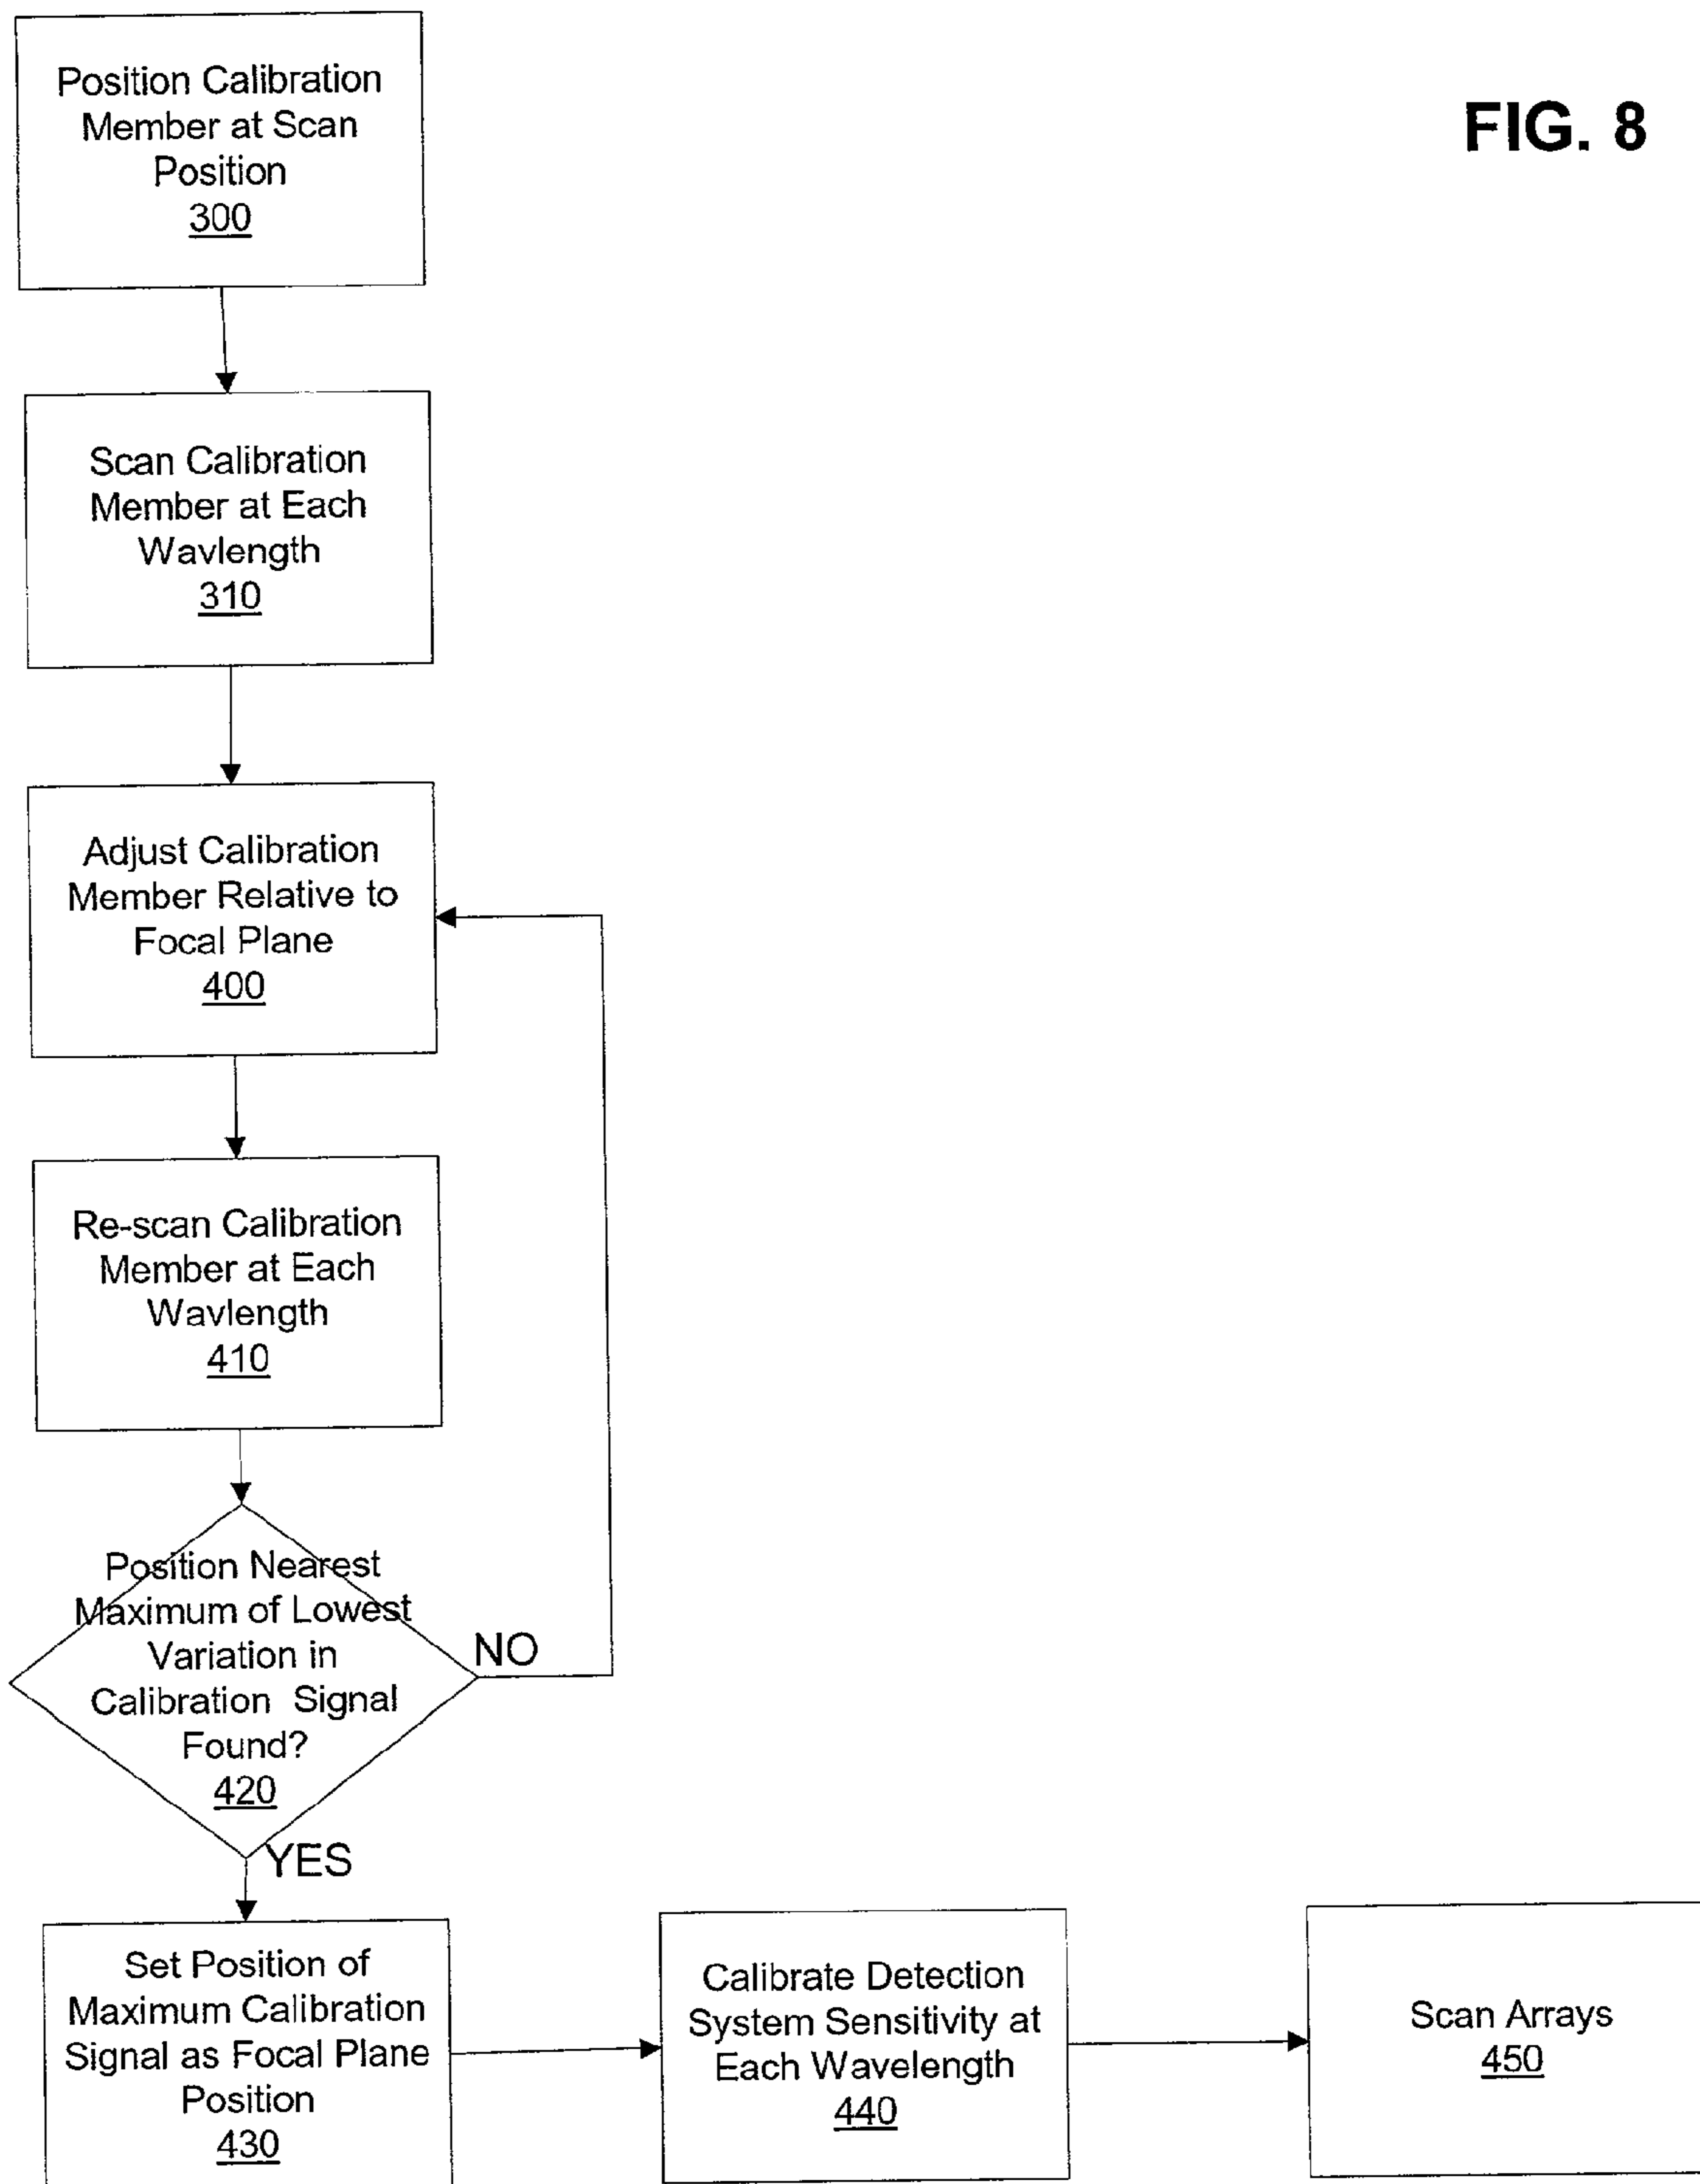 FIG. 8
Position Calibration
Member at Scan
Position
300
Scan Calibration
Member at Each
Wavlength
310
Adjust Calibration
Member Relative to
Focal Plane
400
Re-scan Calibration
Member at Each
Wavlength
410
Position Nearest
Maximum of Lowest
Variation in
Calibration Signal
Found?
420
NO
YES
Set Position of
Maximum Calibration
Signal as Focal Plane
Position
430
Calibrate Detection
System Sensitivity at
Each Wavelength
440
Scan Arrays
450